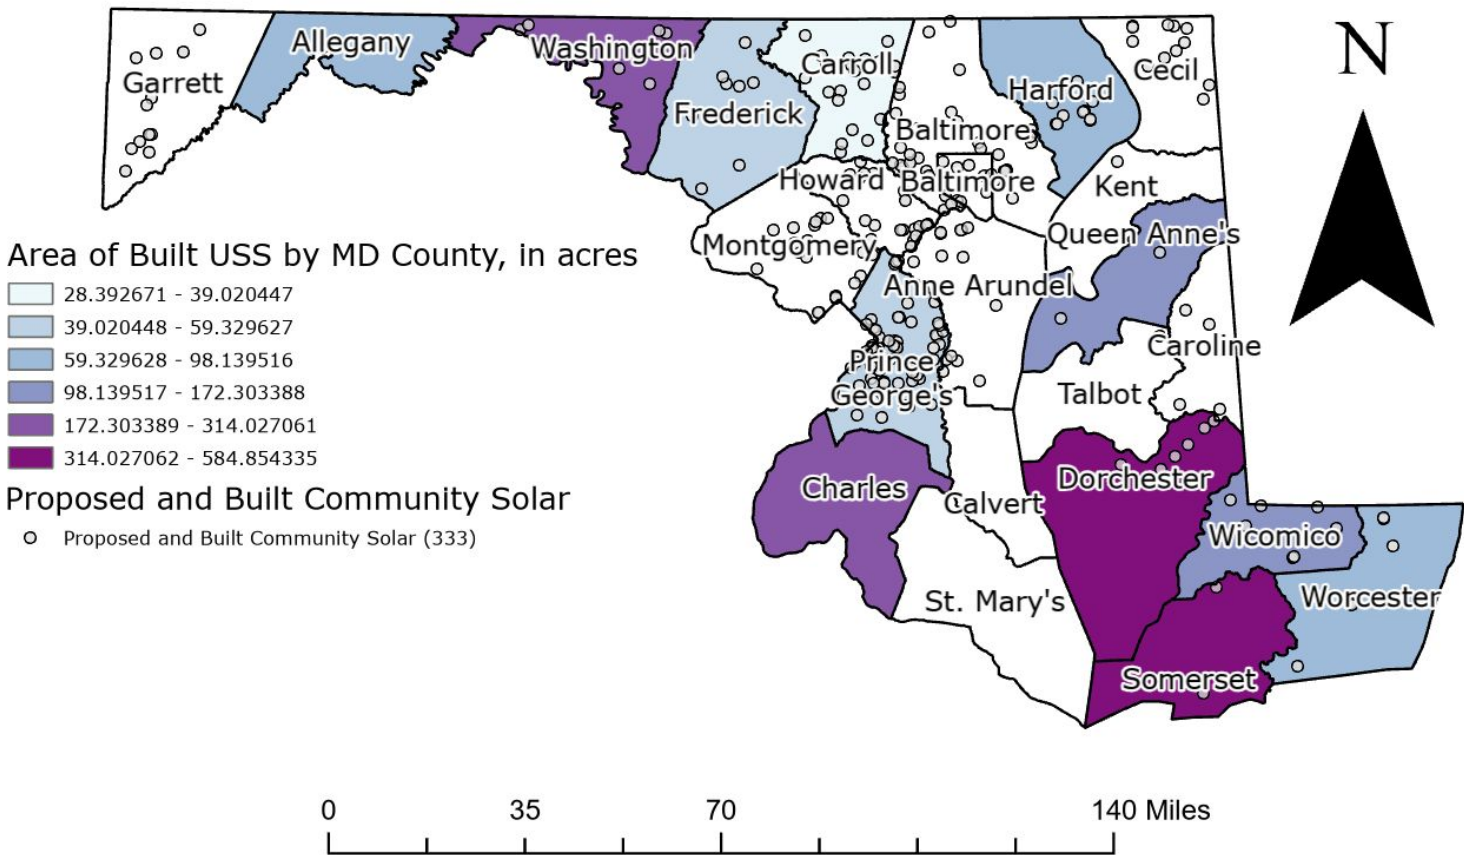 N
Allegany
Washington
Garrett
Carroll
Cecil
Harford
Frederick
Baltimore
Howard
Baltimore
Kent
Montgomery
Queen Anne's
Anne Arundel
Prince
George's
Caroline
Talbot
Dorchester
Charles
Calvert
Wicomico
St. Mary's
Worcester
Somerset
Area of Built USS by MD County, in acres
28.392671 - 39.020447
39.020448 - 59.329627
59.329628 - 98.139516
98.139517 - 172.303388
172.303389 - 314.027061
314.027062 - 584.854335
Proposed and Built Community Solar
Proposed and Built Community Solar (333)
0 35 70 140 Miles